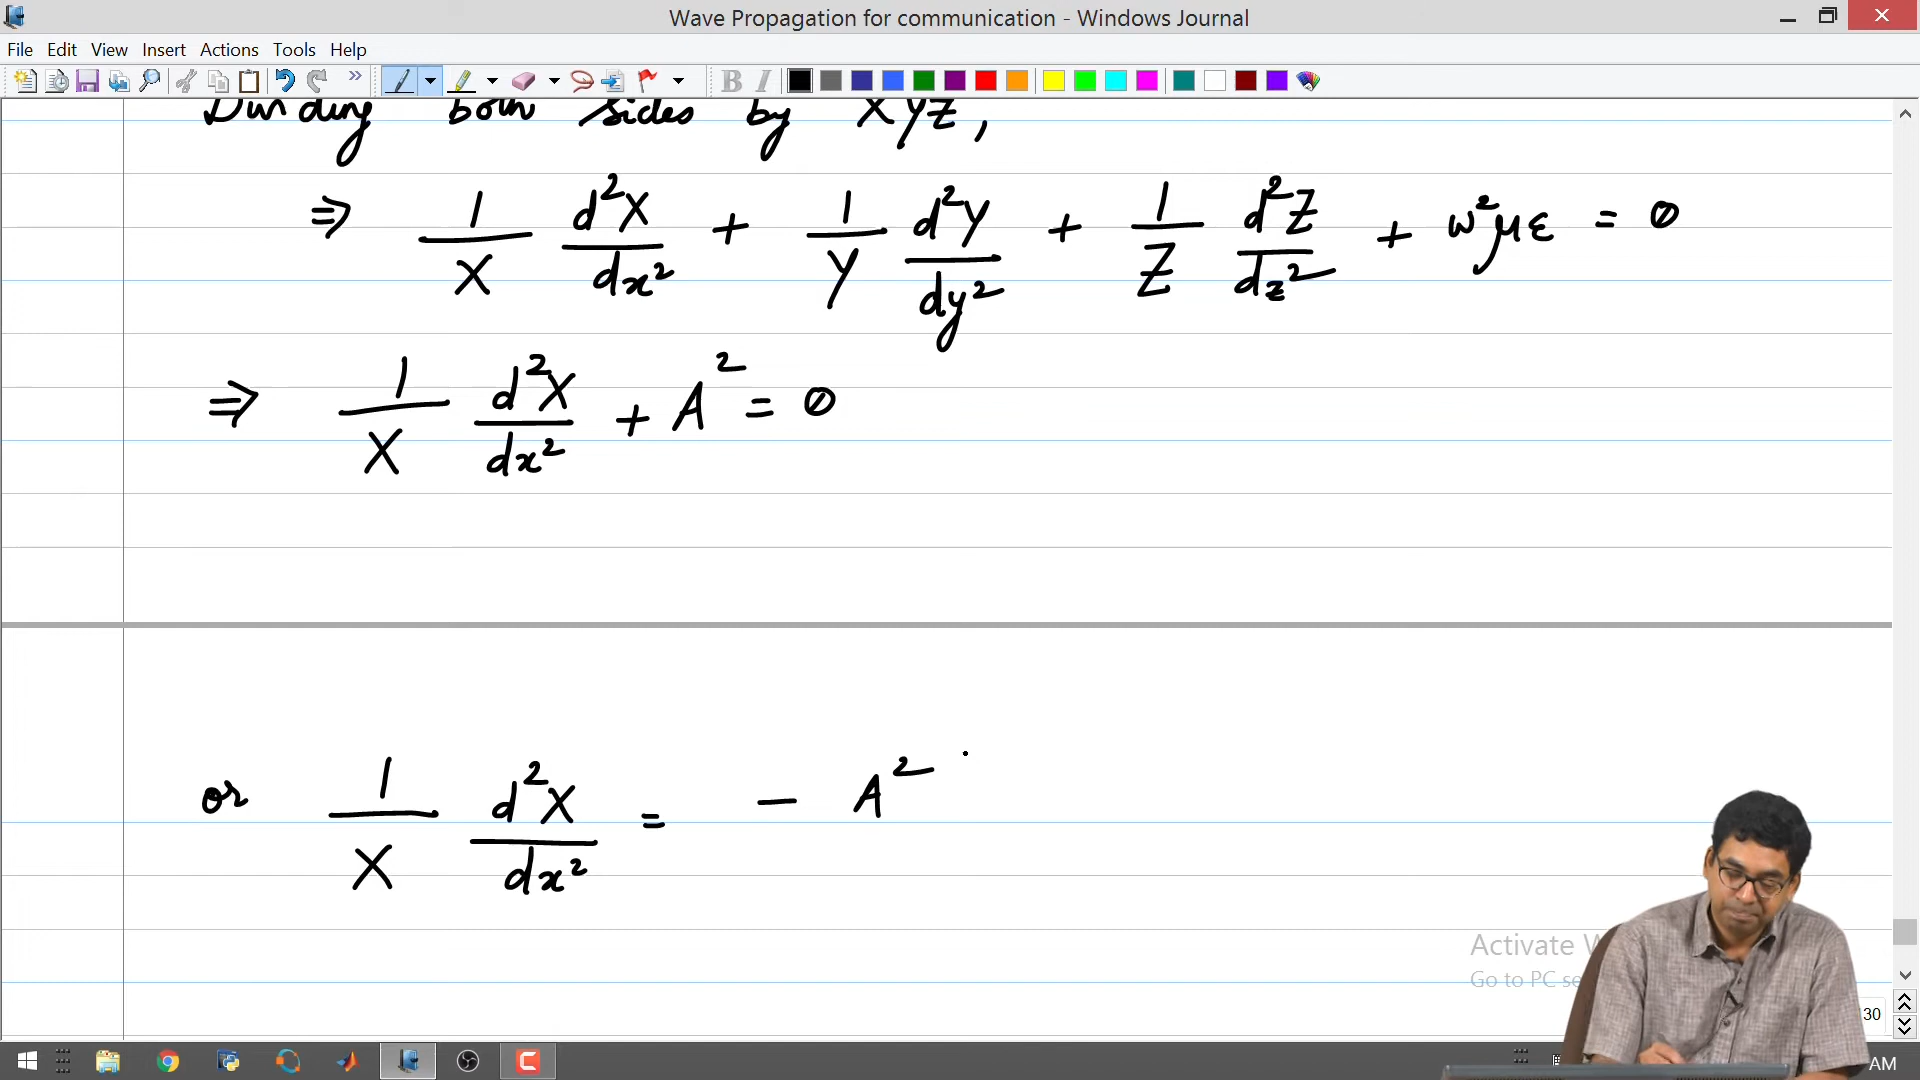 Wave Propagation for communication - Windows Journal
File Edit View Insert Actions Tools Help
B I
Dividing both sides by XYZ,
⇒ 1/X d²X/dx² + 1/Y d²Y/dy² + 1/Z d²Z/dz² + ω²με = 0
⇒ 1/X d²X/dx² + A² = 0
or 1/X d²X/dx² = - A²
Activate
Go to PC
130
AM